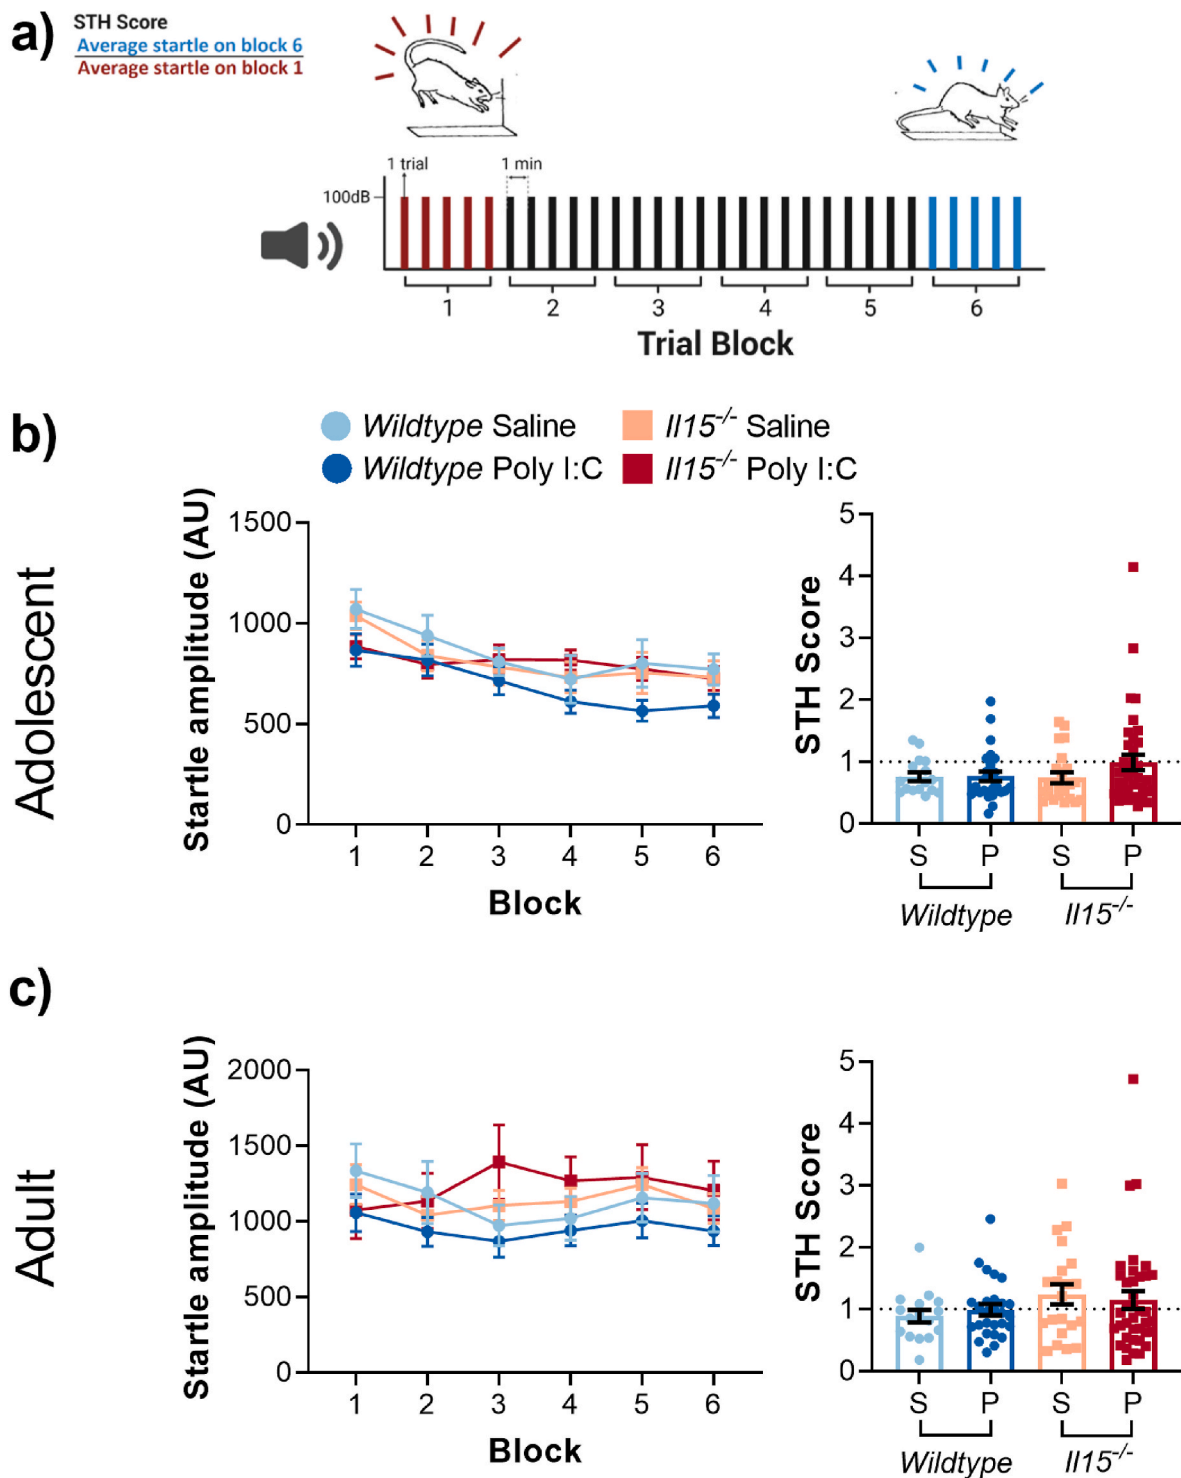 a)
STH Score
Average startle on block 6
Average startle on block 1
1 trial
1 min
100dB
1 2 3 4 5 6
Trial Block
b)
Wildtype Saline
Il15-/- Saline
Wildtype Poly I:C
Il15-/- Poly I:C
Adolescent
Startle amplitude (AU)
1500
1000
500
0
1 2 3 4 5 6
Block
STH Score
5
4
3
2
1
0
S P S P
Wildtype Il15-/-
c)
Adult
Startle amplitude (AU)
2000
1500
1000
500
0
1 2 3 4 5 6
Block
STH Score
5
4
3
2
1
0
S P S P
Wildtype Il15-/-